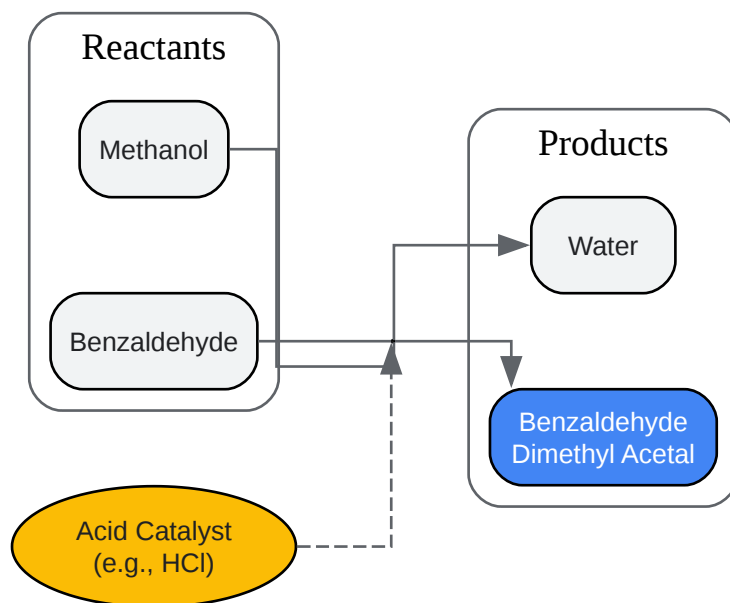 Reactants
Methanol
Benzaldehyde
Products
Water
Benzaldehyde
Dimethyl Acetal
Acid Catalyst
(e.g., HCl)